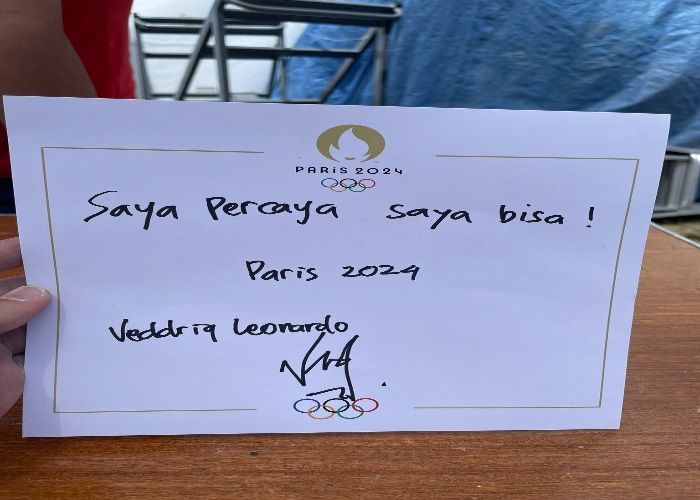 PARIS 2024
Saya Percaya saya bisa !
Paris 2024
Veddriq Leonardo